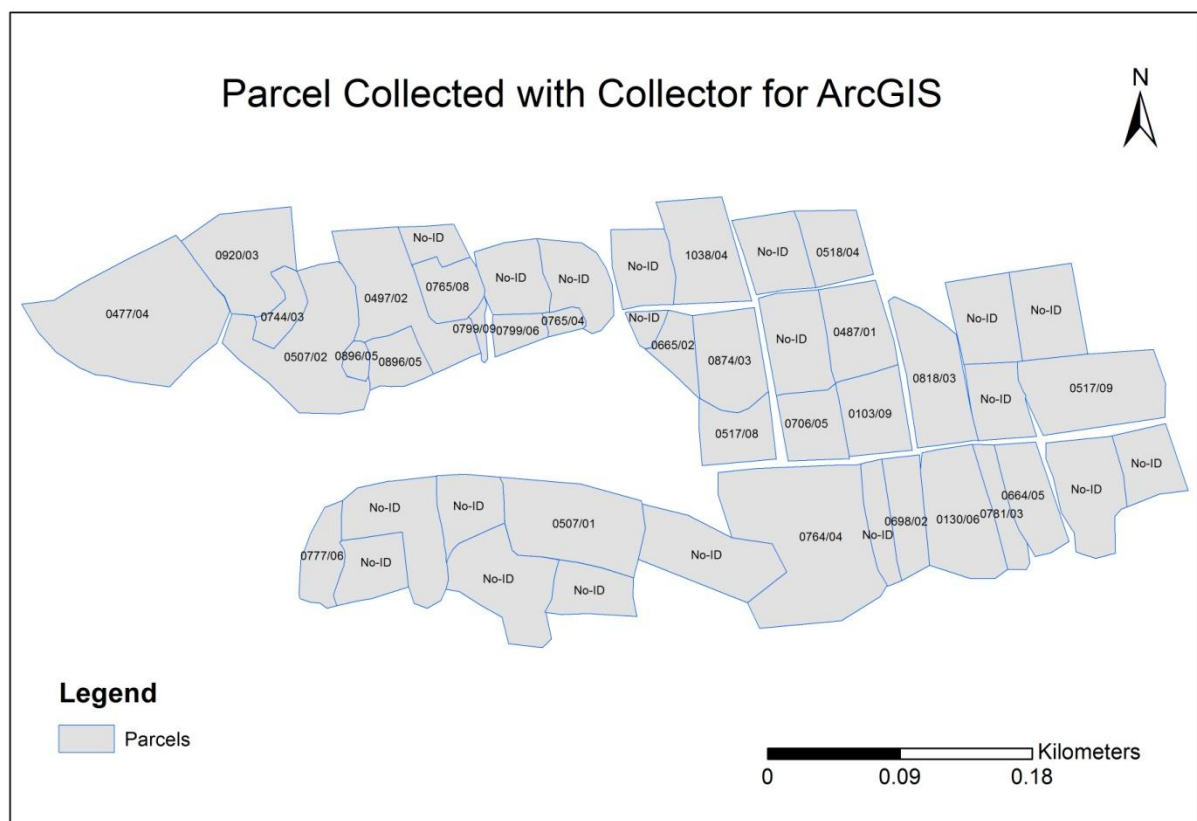 Parcel Collected with Collector for ArcGIS
N
0920/03
0477/04
0744/03
0507/02
0497/02
No-ID
0765/08
0896/05
0896/05
0799/09
No-ID
No-ID
0799/06
0765/04
No-ID
1038/04
No-ID
0518/04
No-ID
0665/02
0874/03
0517/08
No-ID
0487/01
0706/05
0103/09
0818/03
No-ID
No-ID
No-ID
0517/09
No-ID
No-ID
0664/05
0781/03
0130/06
0698/02
No-ID
0764/04
No-ID
0507/01
No-ID
No-ID
0777/06
No-ID
No-ID
No-ID
Legend
Parcels
Kilometers
0 0.09 0.18